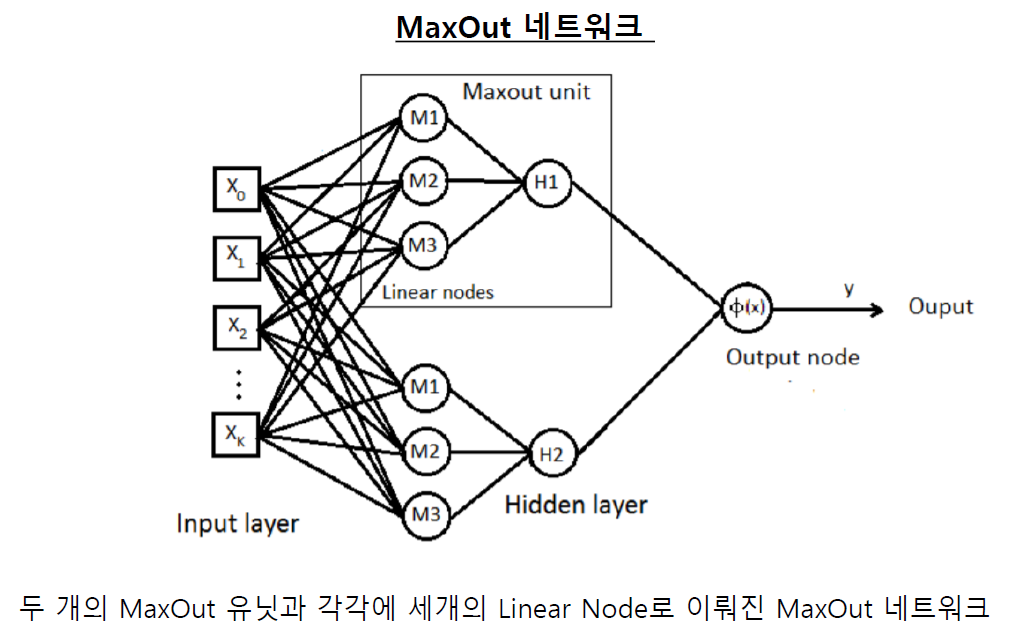 MaxOut 네트워크
Maxout unit
M1
M2
H1
M3
Linear nodes
X0
X1
X2
XK
M1
M2
H2
M3
Input layer
Hidden layer
ϕ(x)
y
Ouput
Output node
두 개의 MaxOut 유닛과 각각에 세개의 Linear Node로 이뤄진 MaxOut 네트워크